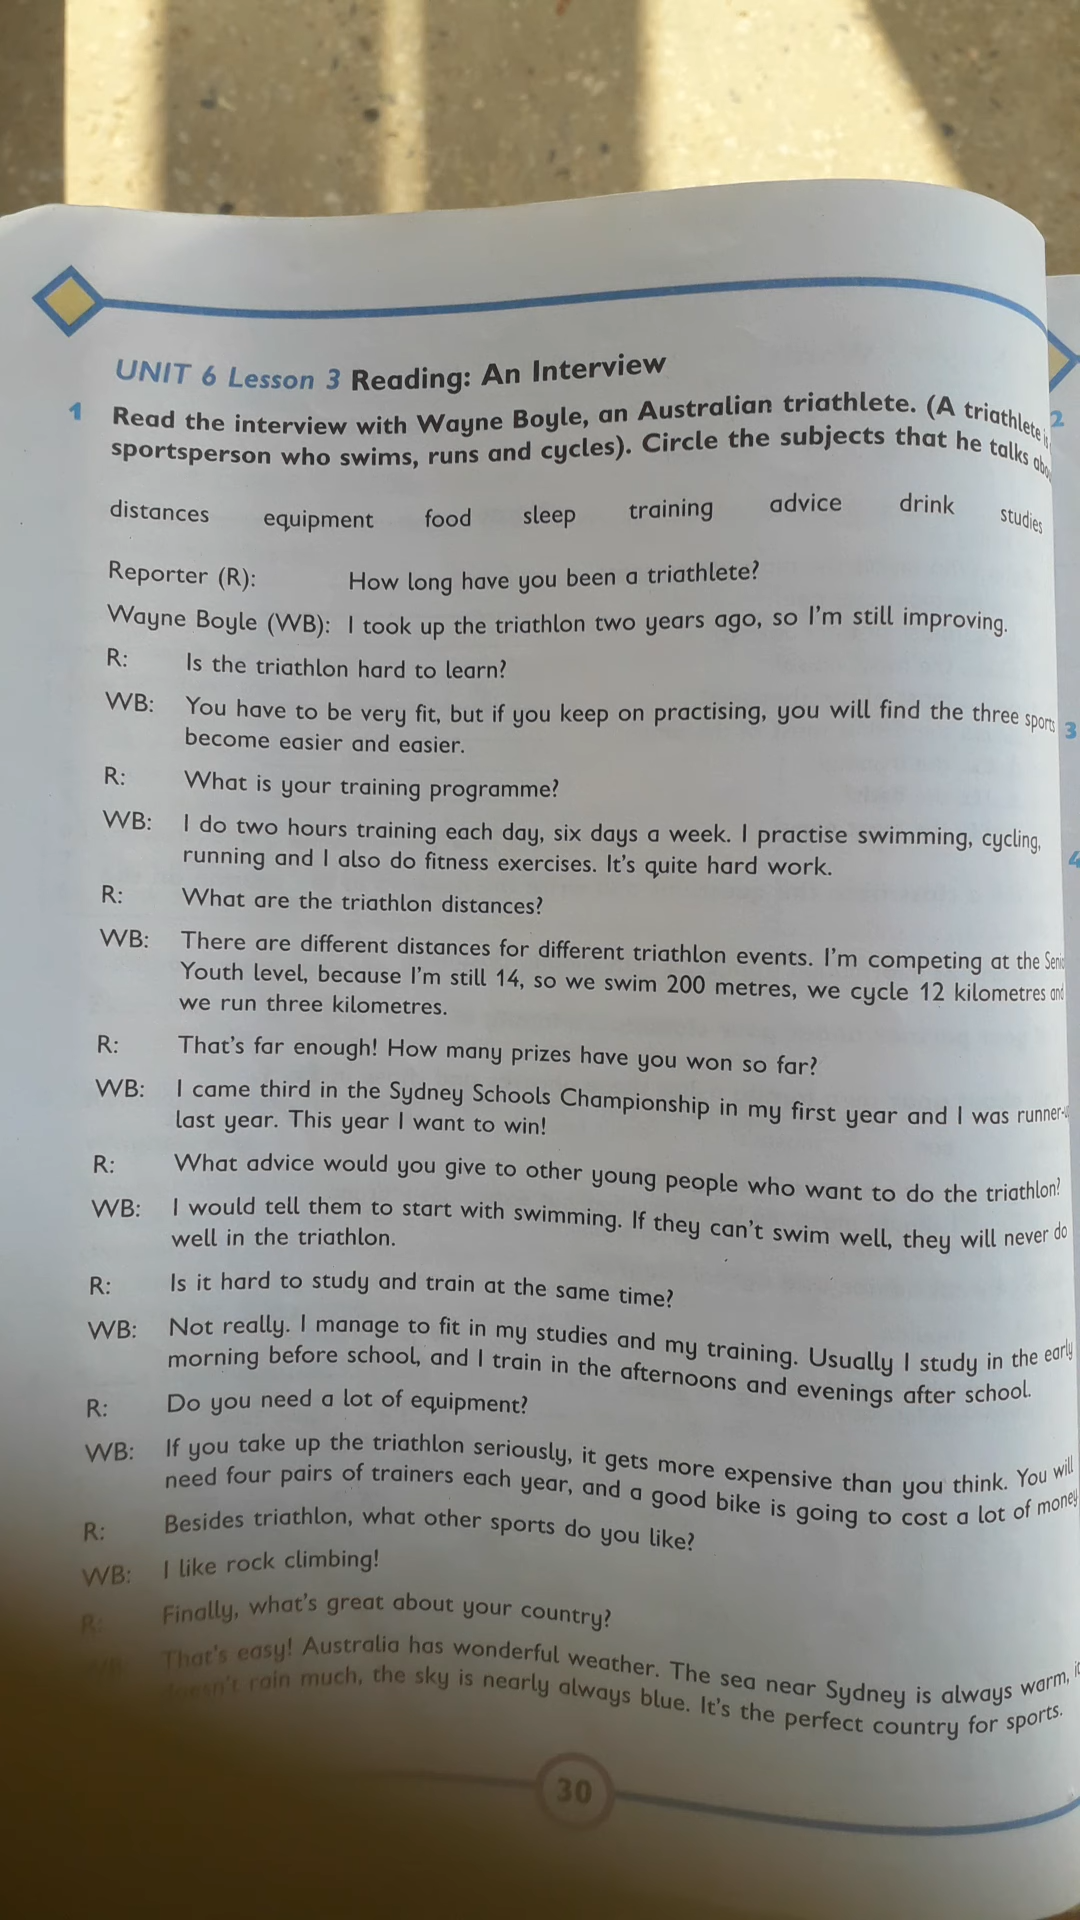 UNIT 6 Lesson 3 Reading: An Interview
1 Read the interview with Wayne Boyle, an Australian triathlete. (A triathlete is
sportsperson who swims, runs and cycles). Circle the subjects that he talks
distances equipment food sleep training advice drink studies
Reporter (R): How long have you been a triathlete?
Wayne Boyle (WB): I took up the triathlon two years ago, so I'm still improving.
R: Is the triathlon hard to learn?
WB: You have to be very fit, but if you keep on practising, you will find the three sports
become easier and easier.
R: What is your training programme?
WB: I do two hours training each day, six days a week. I practise swimming, cycling,
running and I also do fitness exercises. It's quite hard work.
R: What are the triathlon distances?
WB: There are different distances for different triathlon events. I'm competing at the
Youth level, because I'm still 14, so we swim 200 metres, we cycle 12 kilometres and
we run three kilometres.
R: That's far enough! How many prizes have you won so far?
WB: I came third in the Sydney Schools Championship in my first year and I was
last year. This year I want to win!
R: What advice would you give to other young people who want to do the triathlon?
WB: I would tell them to start with swimming. If they can't swim well, they will never do
well in the triathlon.
R: Is it hard to study and train at the same time?
WB: Not really. I manage to fit in my studies and my training. Usually I study in the early
morning before school, and I train in the afternoons and evenings after school.
R: Do you need a lot of equipment?
WB: If you take up the triathlon seriously, it gets more expensive than you think. You will
need four pairs of trainers each year, and a good bike is going to cost a lot of money
R: Besides triathlon, what other sports do you like?
WB: I like rock climbing!
R: Finally, what's great about your country?
WB: That's easy! Australia has wonderful weather. The sea near Sydney is always warm,
doesn't rain much, the sky is nearly always blue. It's the perfect country for sports.
30
2
3
4